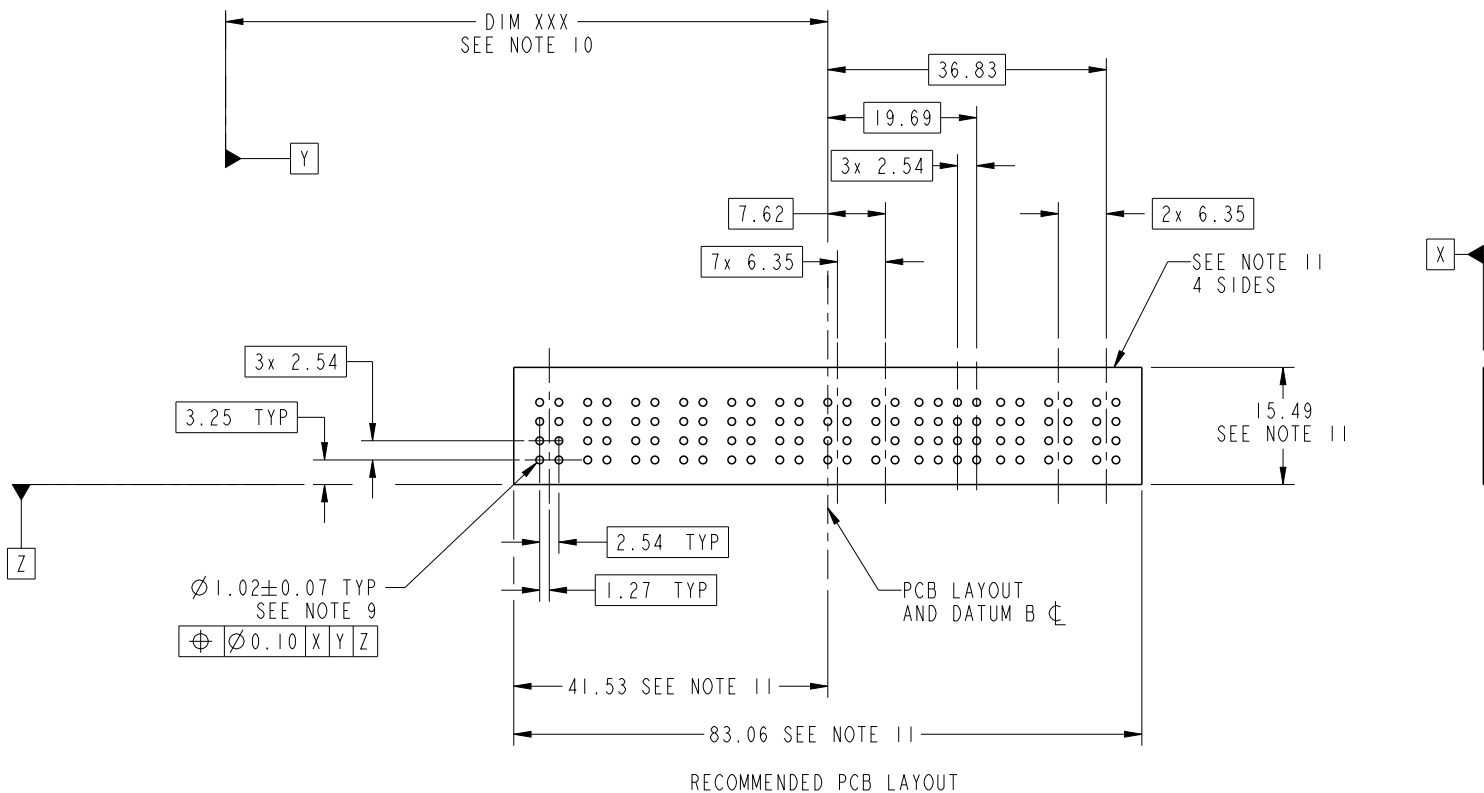 DIM XXX
SEE NOTE 10
36.83
19.69
Y
3x 2.54
7.62
2x 6.35
7x 6.35
X
SEE NOTE 11
4 SIDES
3x 2.54
3.25 TYP
15.49
SEE NOTE 11
Z
2.54 TYP
Ø1.02±0.07 TYP
SEE NOTE 9
1.27 TYP
PCB LAYOUT
AND DATUM B ℄
⌖ Ø0.10 X Y Z
41.53 SEE NOTE 11
83.06 SEE NOTE 11
RECOMMENDED PCB LAYOUT